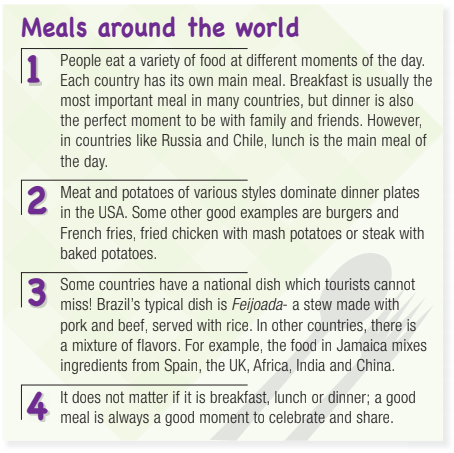 Meals around the world
1 People eat a variety of food at different moments of the day.
Each country has its own main meal. Breakfast is usually the
most important meal in many countries, but dinner is also
the perfect moment to be with family and friends. However,
in countries like Russia and Chile, lunch is the main meal of
the day.
2 Meat and potatoes of various styles dominate dinner plates
in the USA. Some other good examples are burgers and
French fries, fried chicken with mash potatoes or steak with
baked potatoes.
3 Some countries have a national dish which tourists cannot
miss! Brazil's typical dish is Feijoada- a stew made with
pork and beef, served with rice. In other countries, there is
a mixture of flavors. For example, the food in Jamaica mixes
ingredients from Spain, the UK, Africa, India and China.
4 It does not matter if it is breakfast, lunch or dinner; a good
meal is always a good moment to celebrate and share.